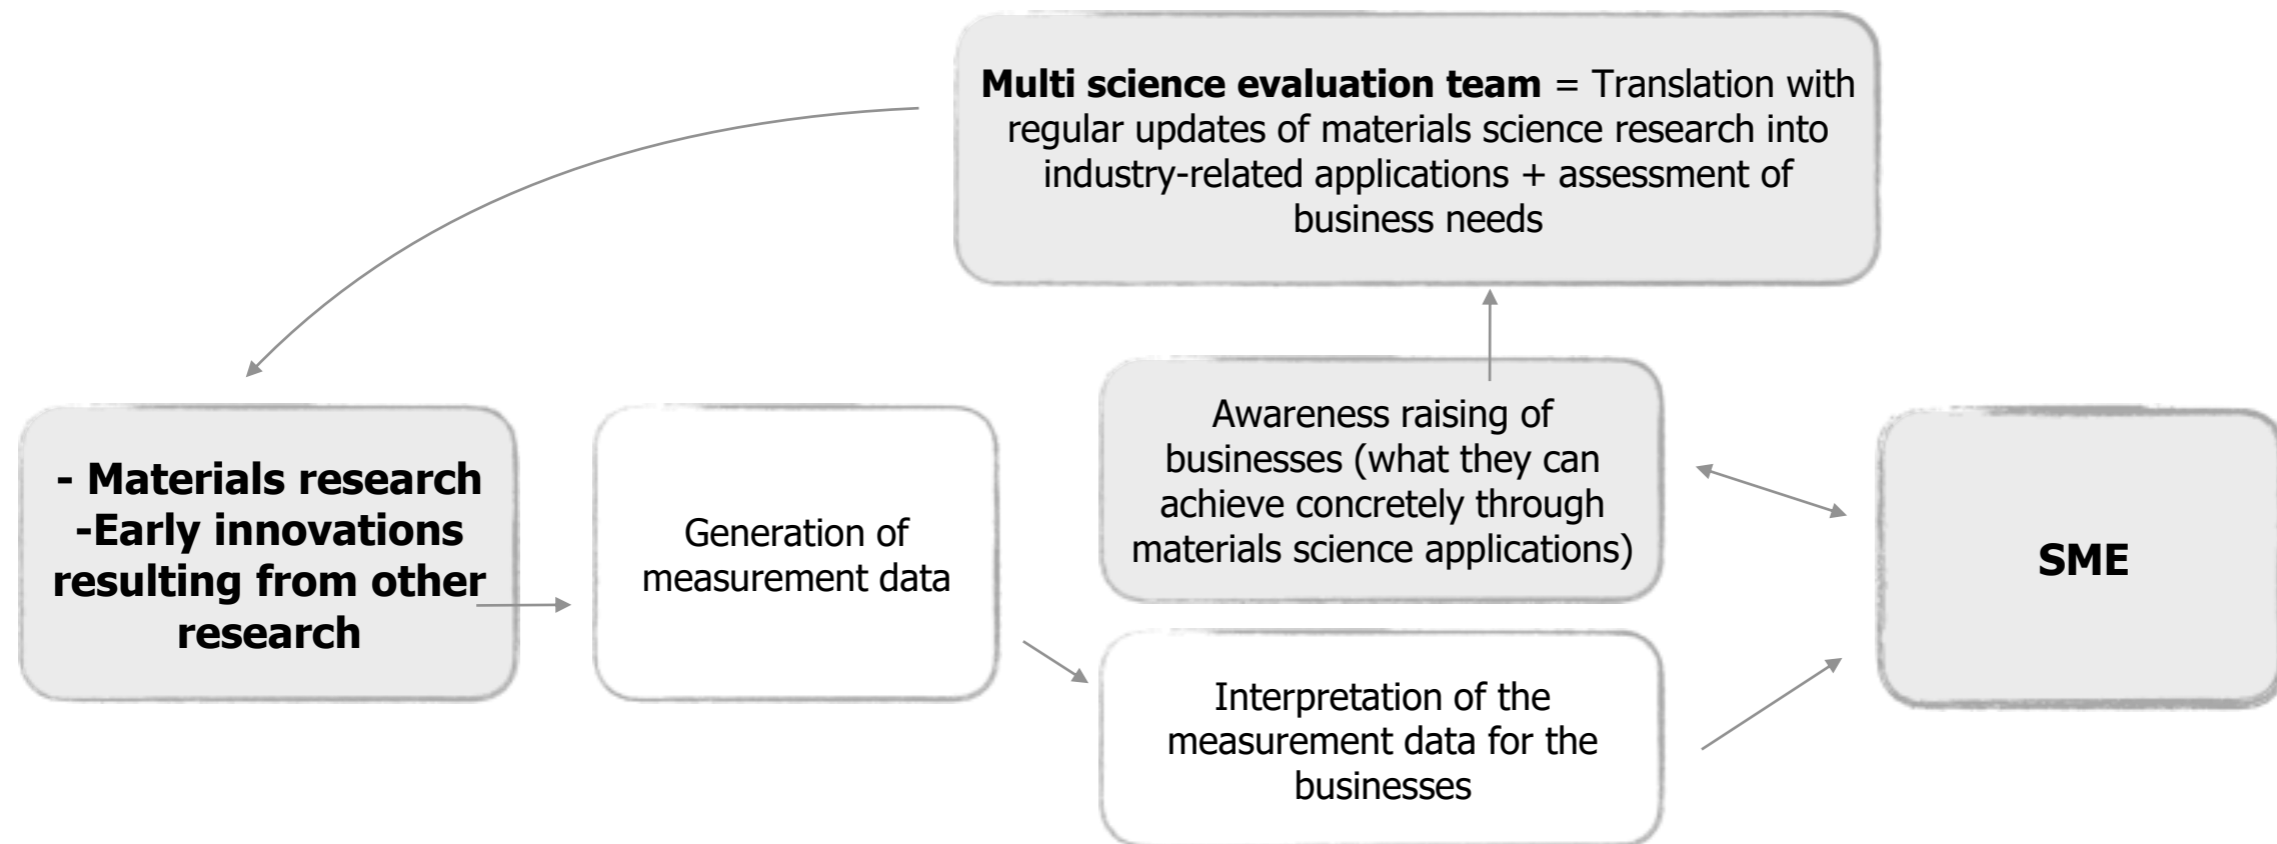 Multi science evaluation team = Translation with
regular updates of materials science research into
industry-related applications + assessment of
business needs
- Materials research
-Early innovations
resulting from other
research
Generation of
measurement data
Awareness raising of
businesses (what they can
achieve concretely through
materials science applications)
Interpretation of the
measurement data for the
businesses
SME